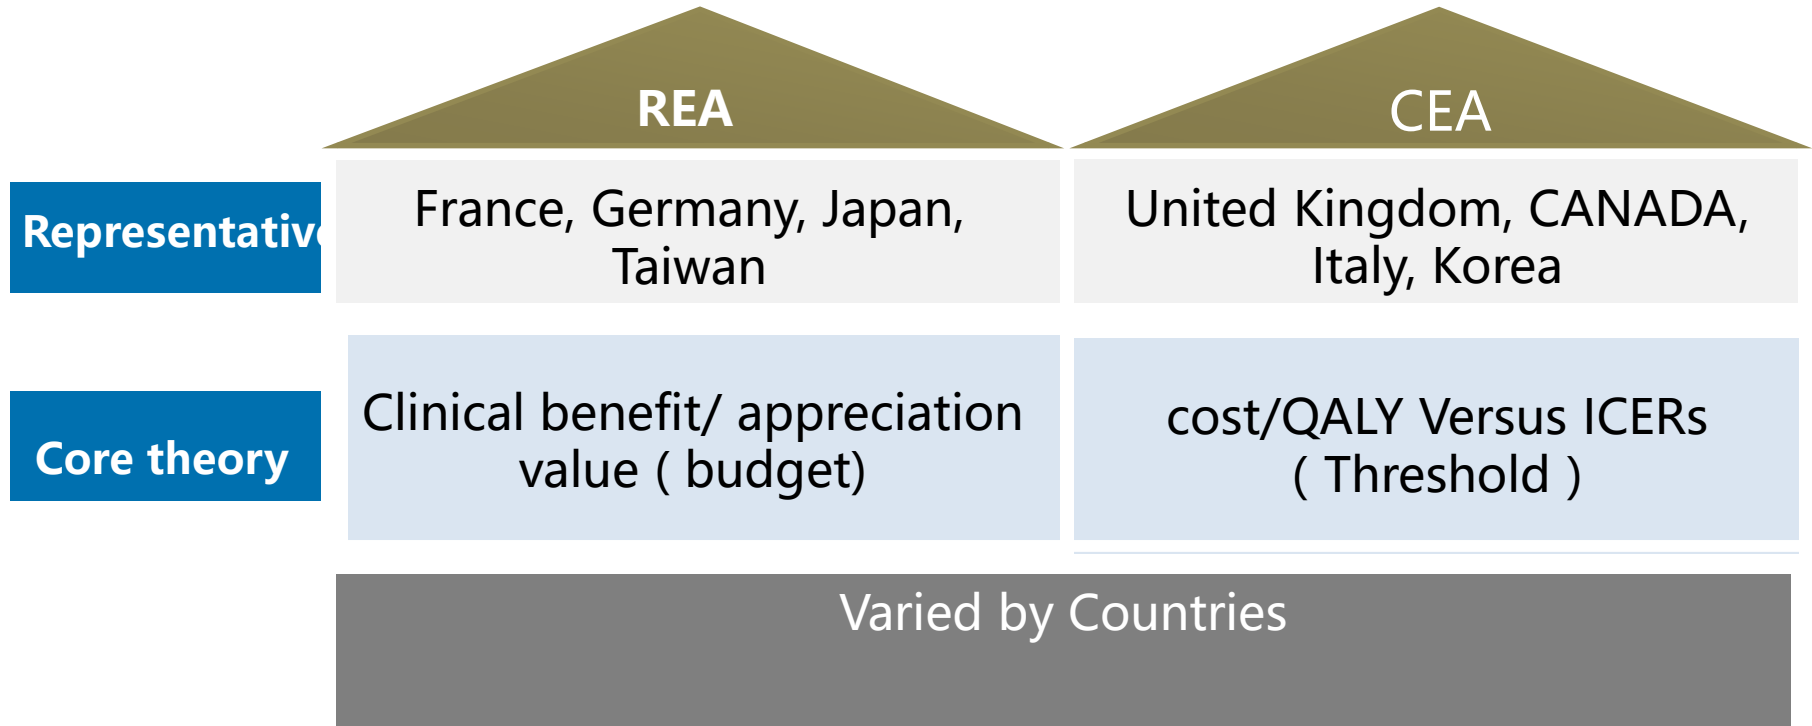 REA
CEA
Representative
France, Germany, Japan,
Taiwan
United Kingdom, CANADA,
Italy, Korea
Core theory
Clinical benefit/ appreciation
value ( budget)
cost/QALY Versus ICERs
( Threshold )
Varied by Countries